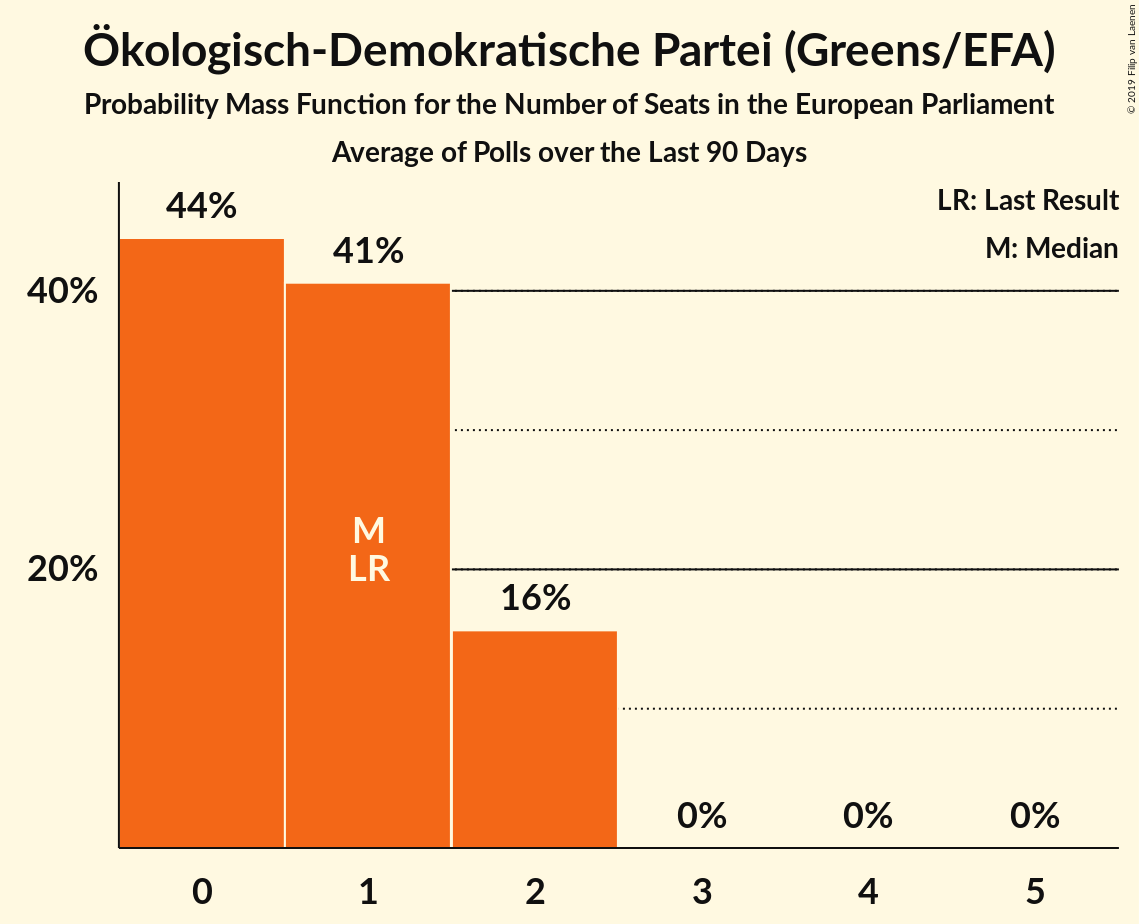 Ökologisch-Demokratische Partei (Greens/EFA)
Probability Mass Function for the Number of Seats in the European Parliament
Average of Polls over the Last 90 Days
© 2019 Filip van Laenen
LR: Last Result
M: Median
44%
41%
40%
M
LR
20%
16%
0%
0%
0%
0
1
2
3
4
5